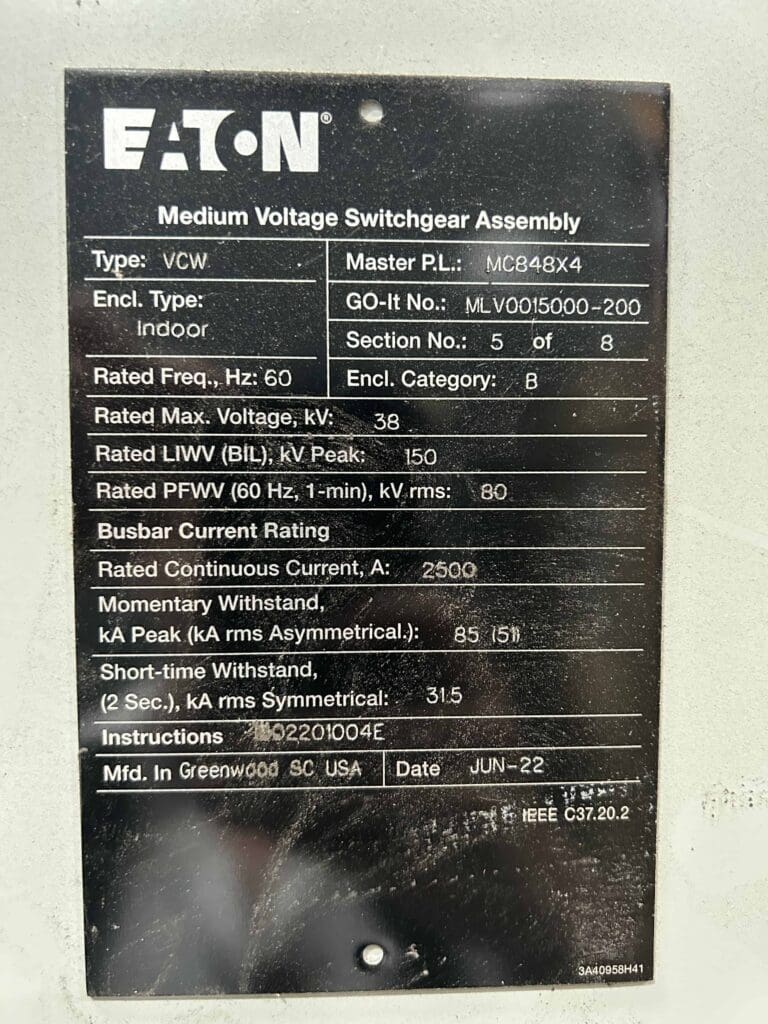 EATON®
Medium Voltage Switchgear Assembly
Type: VCW
Master P.L.: MC848X4
Encl. Type:
Indoor
GO-It No.: MLV0015000-200
Section No.: 5 of 8
Rated Freq., Hz: 60
Encl. Category: B
Rated Max. Voltage, kV: 38
Rated LIWV (BIL), kV Peak: 150
Rated PFWV (60 Hz, 1-min), kV rms: 80
Busbar Current Rating
Rated Continuous Current, A: 2500
Momentary Withstand,
kA Peak (kA rms Asymmetrical.): 85 (51)
Short-time Withstand,
(2 Sec.), kA rms Symmetrical: 31.5
Instructions
Mfd. In Greenwood SC USA
Date JUN-22
IEEE C37.20.2
3A40958H41